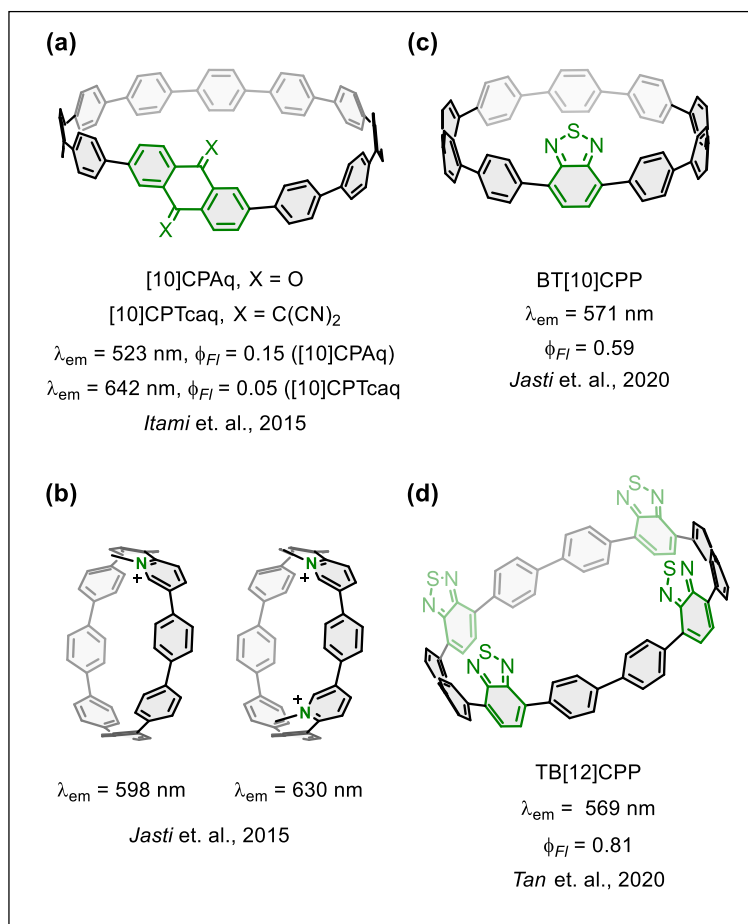 (a)
X
X
[10]CPAq, X = O
[10]CPTcaq, X = C(CN)2
λem = 523 nm, ϕFl = 0.15 ([10]CPAq)
λem = 642 nm, ϕFl = 0.05 ([10]CPTcaq
Itami et. al., 2015
(c)
S
N N
BT[10]CPP
λem = 571 nm
ϕFl = 0.59
Jasti et. al., 2020
(b)
N
+
N
+
+
N
λem = 598 nm
λem = 630 nm
Jasti et. al., 2015
(d)
S
N N
S
N N
S
N N
S
N N
TB[12]CPP
λem = 569 nm
ϕFl = 0.81
Tan et. al., 2020